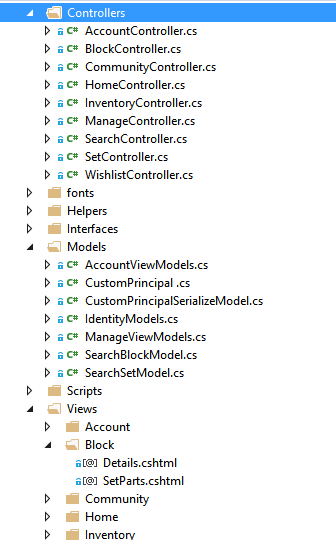 Controllers
C# AccountController.cs
C# BlockController.cs
C# CommunityController.cs
C# HomeController.cs
C# InventoryController.cs
C# ManageController.cs
C# SearchController.cs
C# SetController.cs
C# WishlistController.cs
fonts
Helpers
Interfaces
Models
C# AccountViewModels.cs
C# CustomPrincipal .cs
C# CustomPrincipalSerializeModel.cs
C# IdentityModels.cs
C# ManageViewModels.cs
C# SearchBlockModel.cs
C# SearchSetModel.cs
Scripts
Views
Account
Block
[@] Details.cshtml
[@] SetParts.cshtml
Community
Home
Inventory